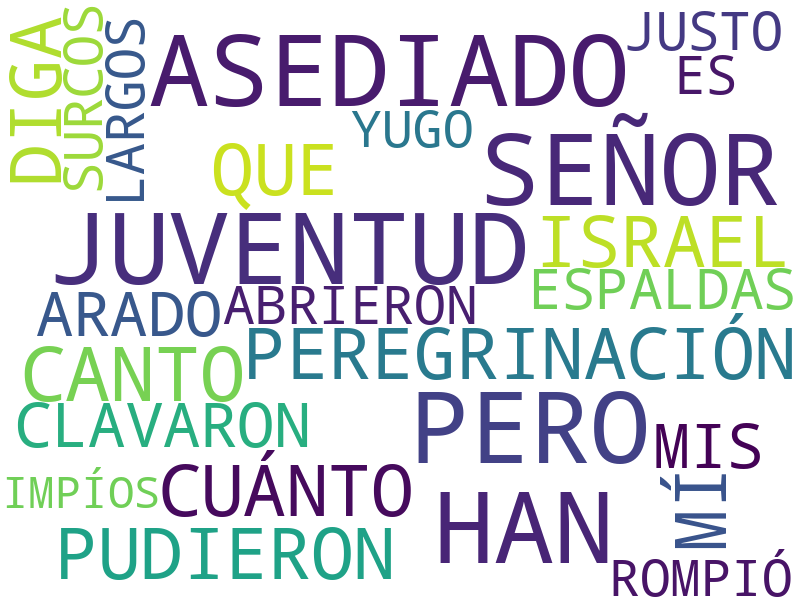 DIGA
SURCOS
LARGOS
ASEDIADO
JUSTO
ES
YUGO
QUE
SEÑOR
JUVENTUD
ISRAEL
ESPALDAS
ARADO
ABRIERON
PEREGRINACIÓN
CANTO
PERO
CLAVARON
MIS
CUÁNTO
IMPÍOS
HAN
MÍ
PUDIERON
ROMPIÓ